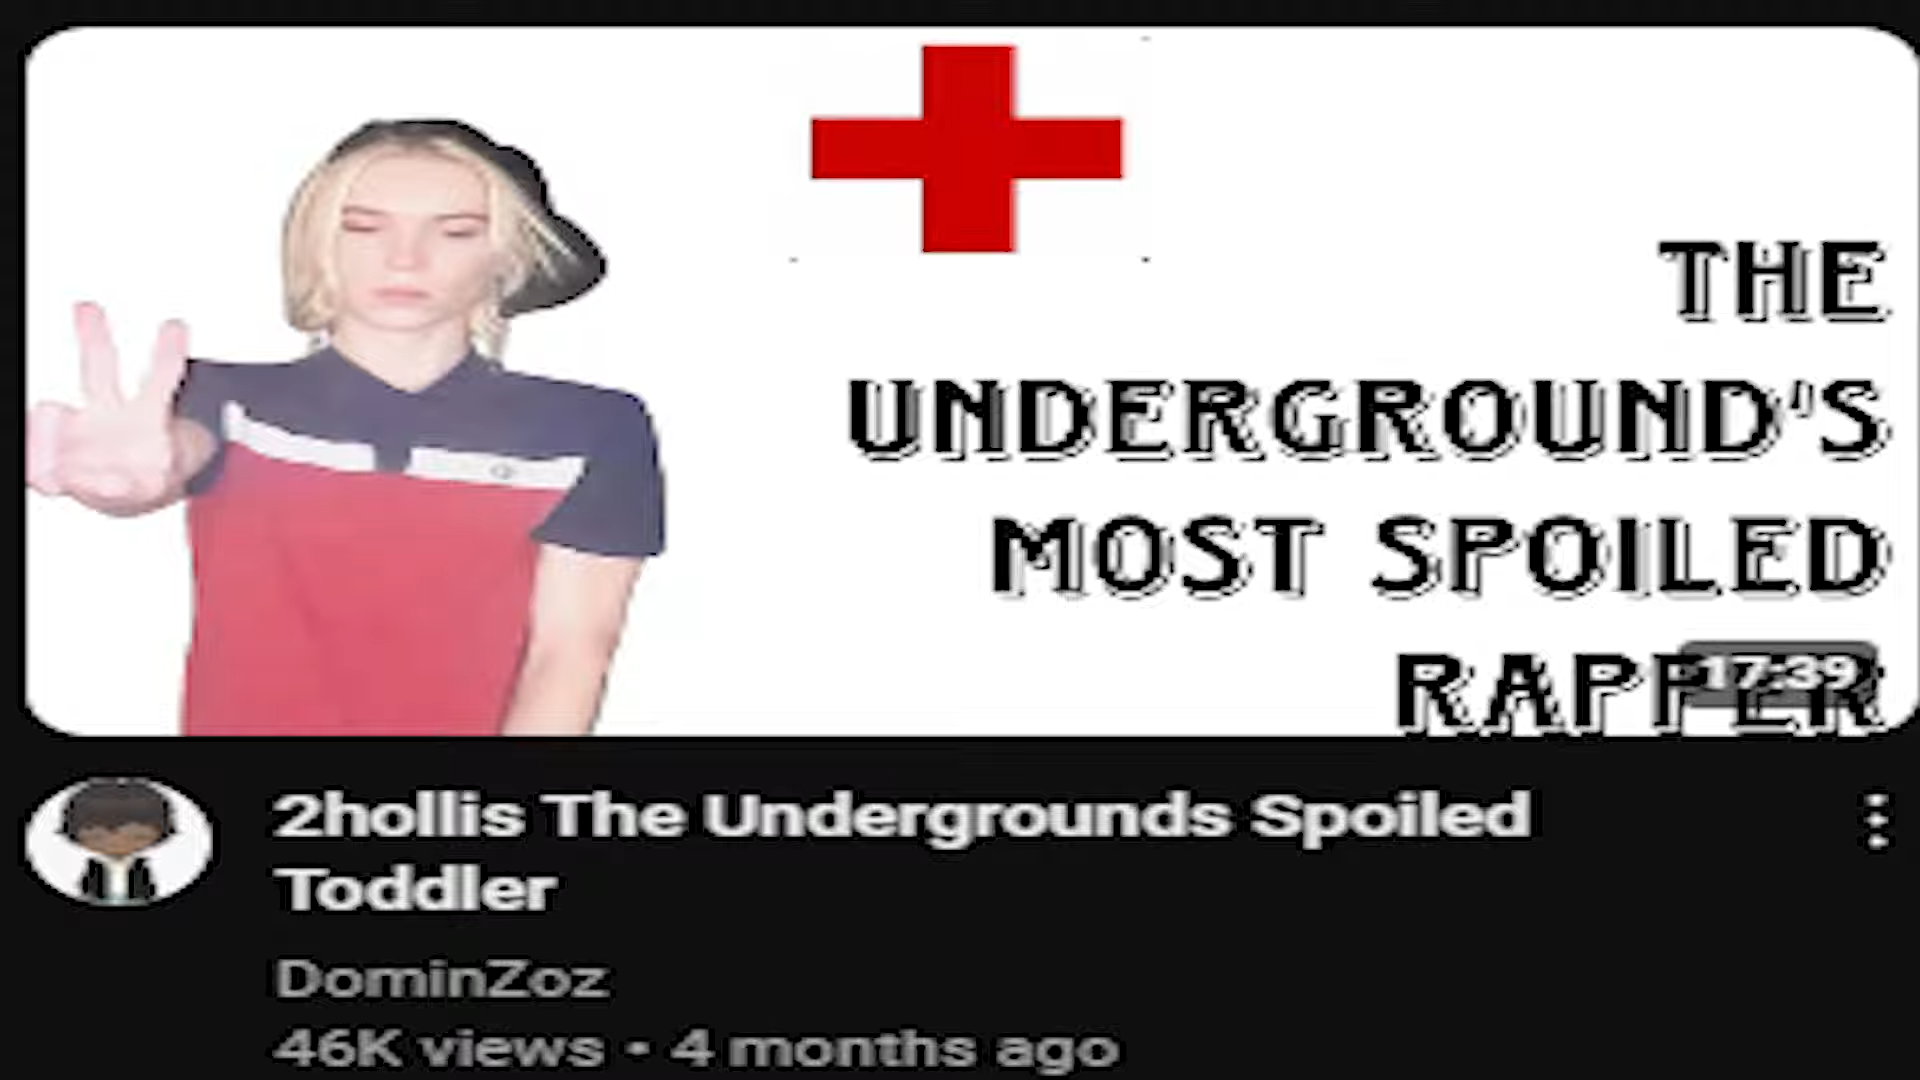 THE
UNDERGROUND'S
MOST SPOILED
RAPPER
17:39
2hollis The Undergrounds Spoiled
Toddler
DominZoz
46K views • 4 months ago